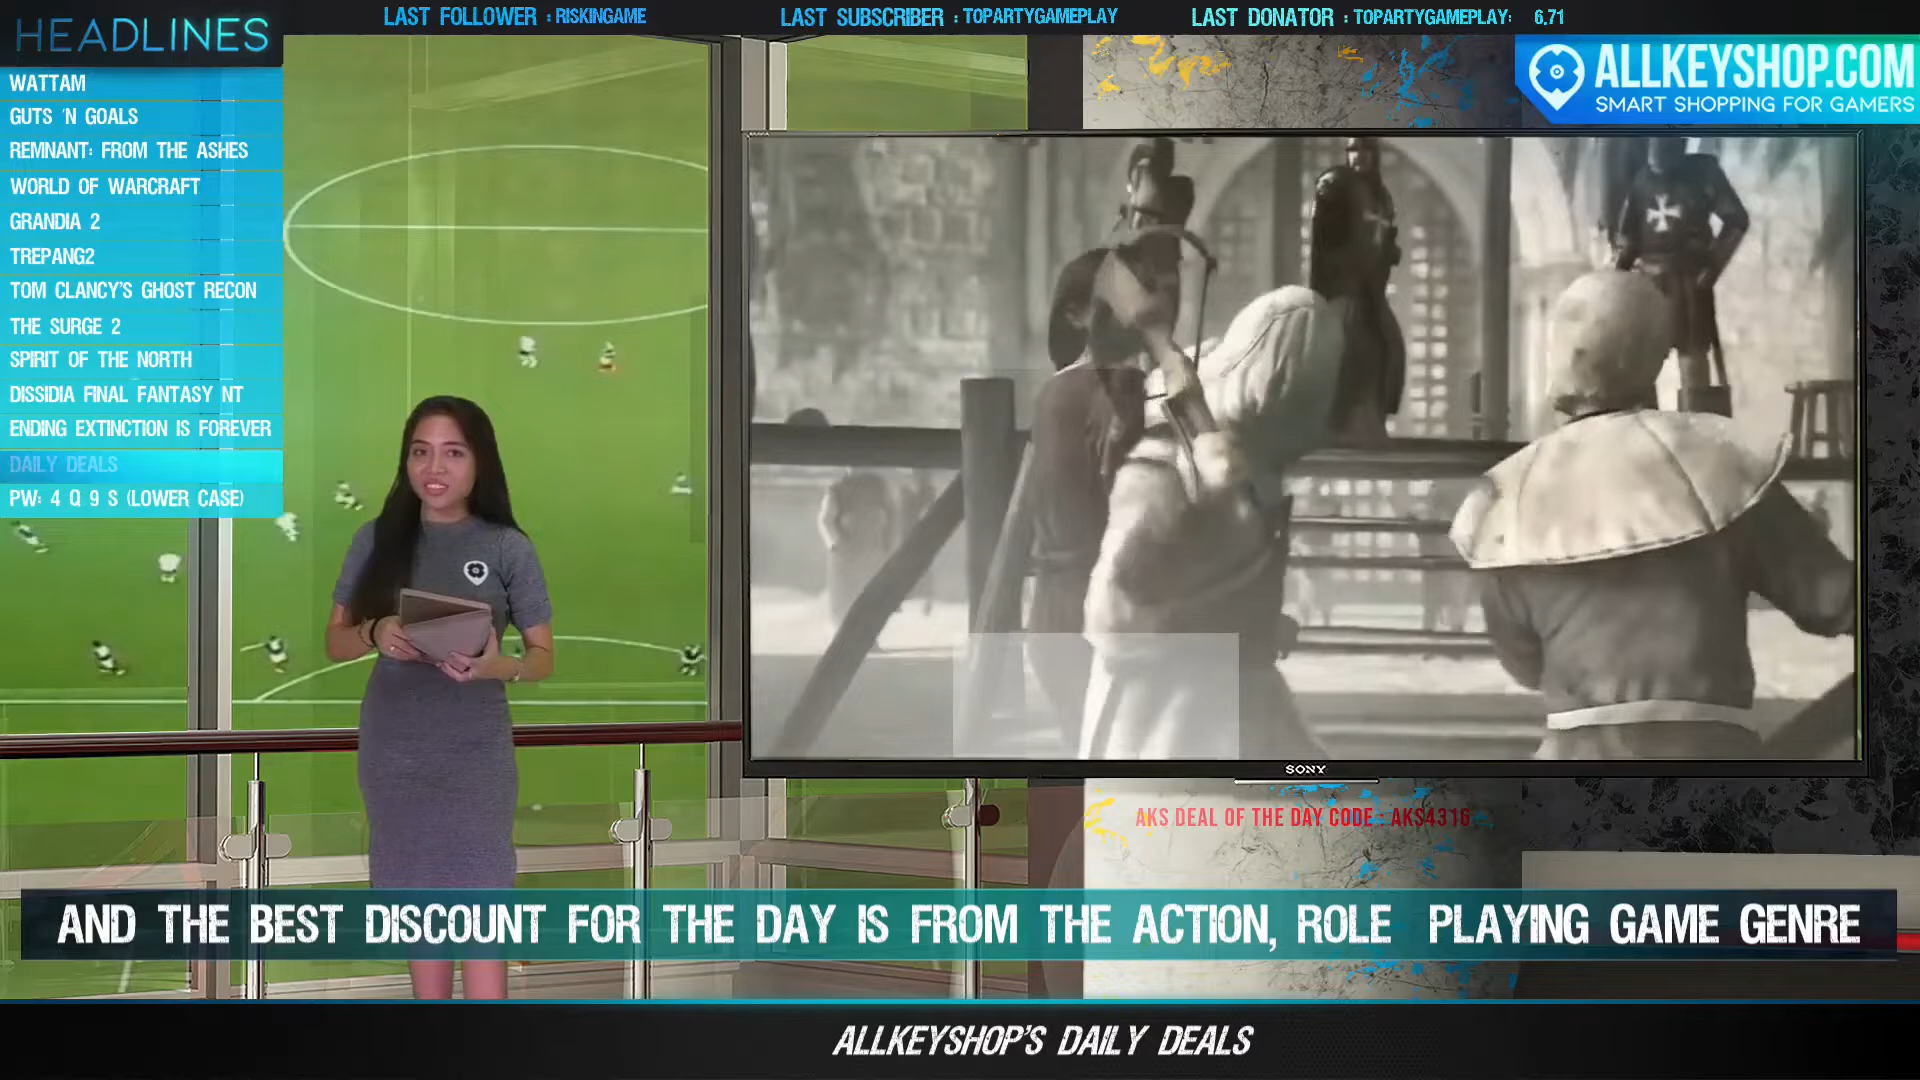 HEADLINES
LAST FOLLOWER : RISKINGAME
LAST SUBSCRIBER : TOPARTYGAMEPLAY
LAST DONATOR : TOPARTYGAMEPLAY: 6,71
ALLKEYSHOP.COM
SMART SHOPPING FOR GAMERS
WATTAM
GUTS 'N GOALS
REMNANT: FROM THE ASHES
WORLD OF WARCRAFT
GRANDIA 2
TREPANG2
TOM CLANCY'S GHOST RECON
THE SURGE 2
SPIRIT OF THE NORTH
DISSIDIA FINAL FANTASY NT
ENDING EXTINCTION IS FOREVER
DAILY DEALS
PW: 4 Q 9 S (LOWER CASE)
SONY
AKS DEAL OF THE DAY CODE : AKS4316
AND THE BEST DISCOUNT FOR THE DAY IS FROM THE ACTION, ROLE PLAYING GAME GENRE
ALLKEYSHOP'S DAILY DEALS